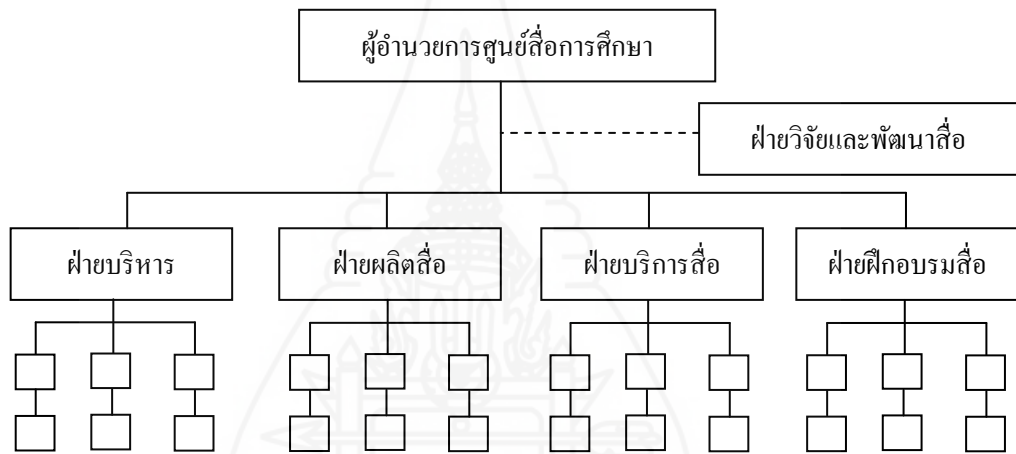 ผู้อำนวยการศูนย์สื่อการศึกษา
ฝ่ายวิจัยและพัฒนาสื่อ
ฝ่ายบริหาร
ฝ่ายผลิตสื่อ
ฝ่ายบริการสื่อ
ฝ่ายฝึกอบรมสื่อ